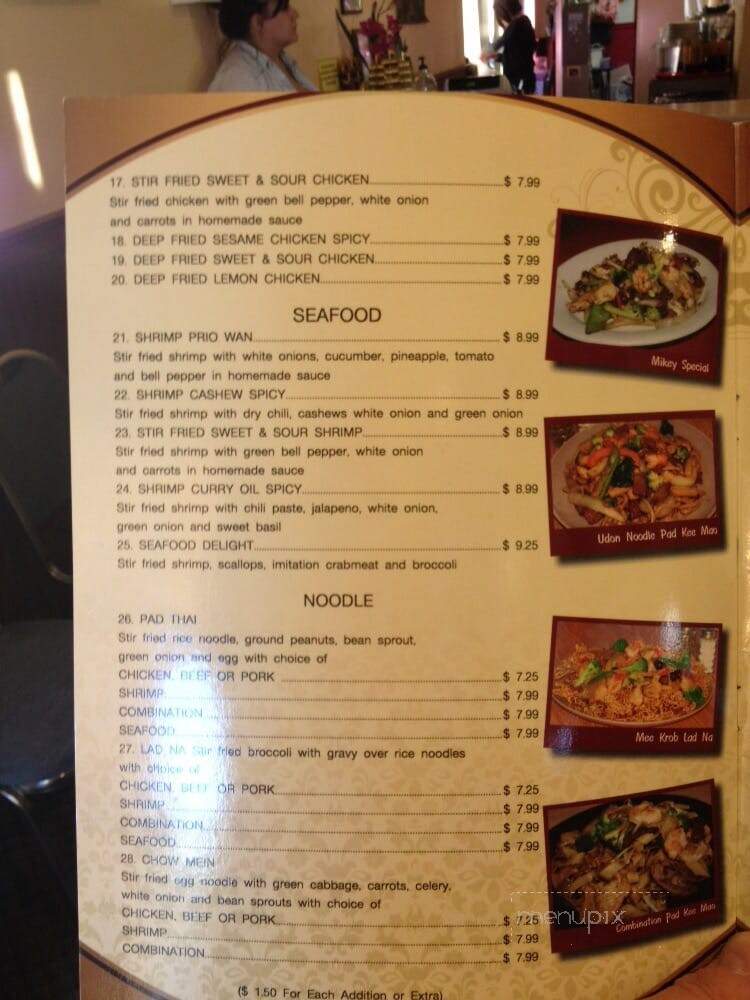 17. STIR FRIED SWEET & SOUR CHICKEN $ 7.99
Stir fried chicken with green bell pepper, white onion
and carrots in homemade sauce
18. DEEP FRIED SESAME CHICKEN SPICY $ 7.99
19. DEEP FRIED SWEET & SOUR CHICKEN $ 7.99
20. DEEP FRIED LEMON CHICKEN $ 7.99
SEAFOOD
21. SHRIMP PRIO WAN $ 8.99
Stir fried shrimp with white onions, cucumber, pineapple, tomato
and bell pepper in homemade sauce
22. SHRIMP CASHEW SPICY $ 8.99
Stir fried shrimp with dry chili, cashews white onion and green onion
23. STIR FRIED SWEET & SOUR SHRIMP $ 8.99
Stir fried shrimp with green bell pepper, white onion
and carrots in homemade sauce
24. SHRIMP CURRY OIL SPICY $ 8.99
Stir fried shrimp with chili paste, jalapeno, white onion,
green onion and sweet basil
25. SEAFOOD DELIGHT $ 9.25
Stir fried shrimp, scallops, imitation crabmeat and broccoli
NOODLE
26. PAD THAI
Stir fried rice noodle, ground peanuts, bean sprout,
green onion and egg with choice of
CHICKEN, BEEF OR PORK $ 7.25
SHRIMP $ 7.99
COMBINATION $ 7.99
SEAFOOD $ 7.99
27. LAD NA Stir fried broccoli with gravy over rice noodles
with choice of
CHICKEN, BEEF OR PORK $ 7.25
SHRIMP $ 7.99
COMBINATION $ 7.99
SEAFOOD $ 7.99
28. CHOW MEIN
Stir fried egg noodle with green cabbage, carrots, celery,
white onion and bean sprouts with choice of
CHICKEN, BEEF OR PORK $ 7.25
SHRIMP $ 7.99
COMBINATION $ 7.99
($ 1.50 For Each Addition or Extra)
Mikey Special
Udon Noodle Pad Kee Mao
Mee Krob Lad Na
Combination Pad Kee Mao
menupix